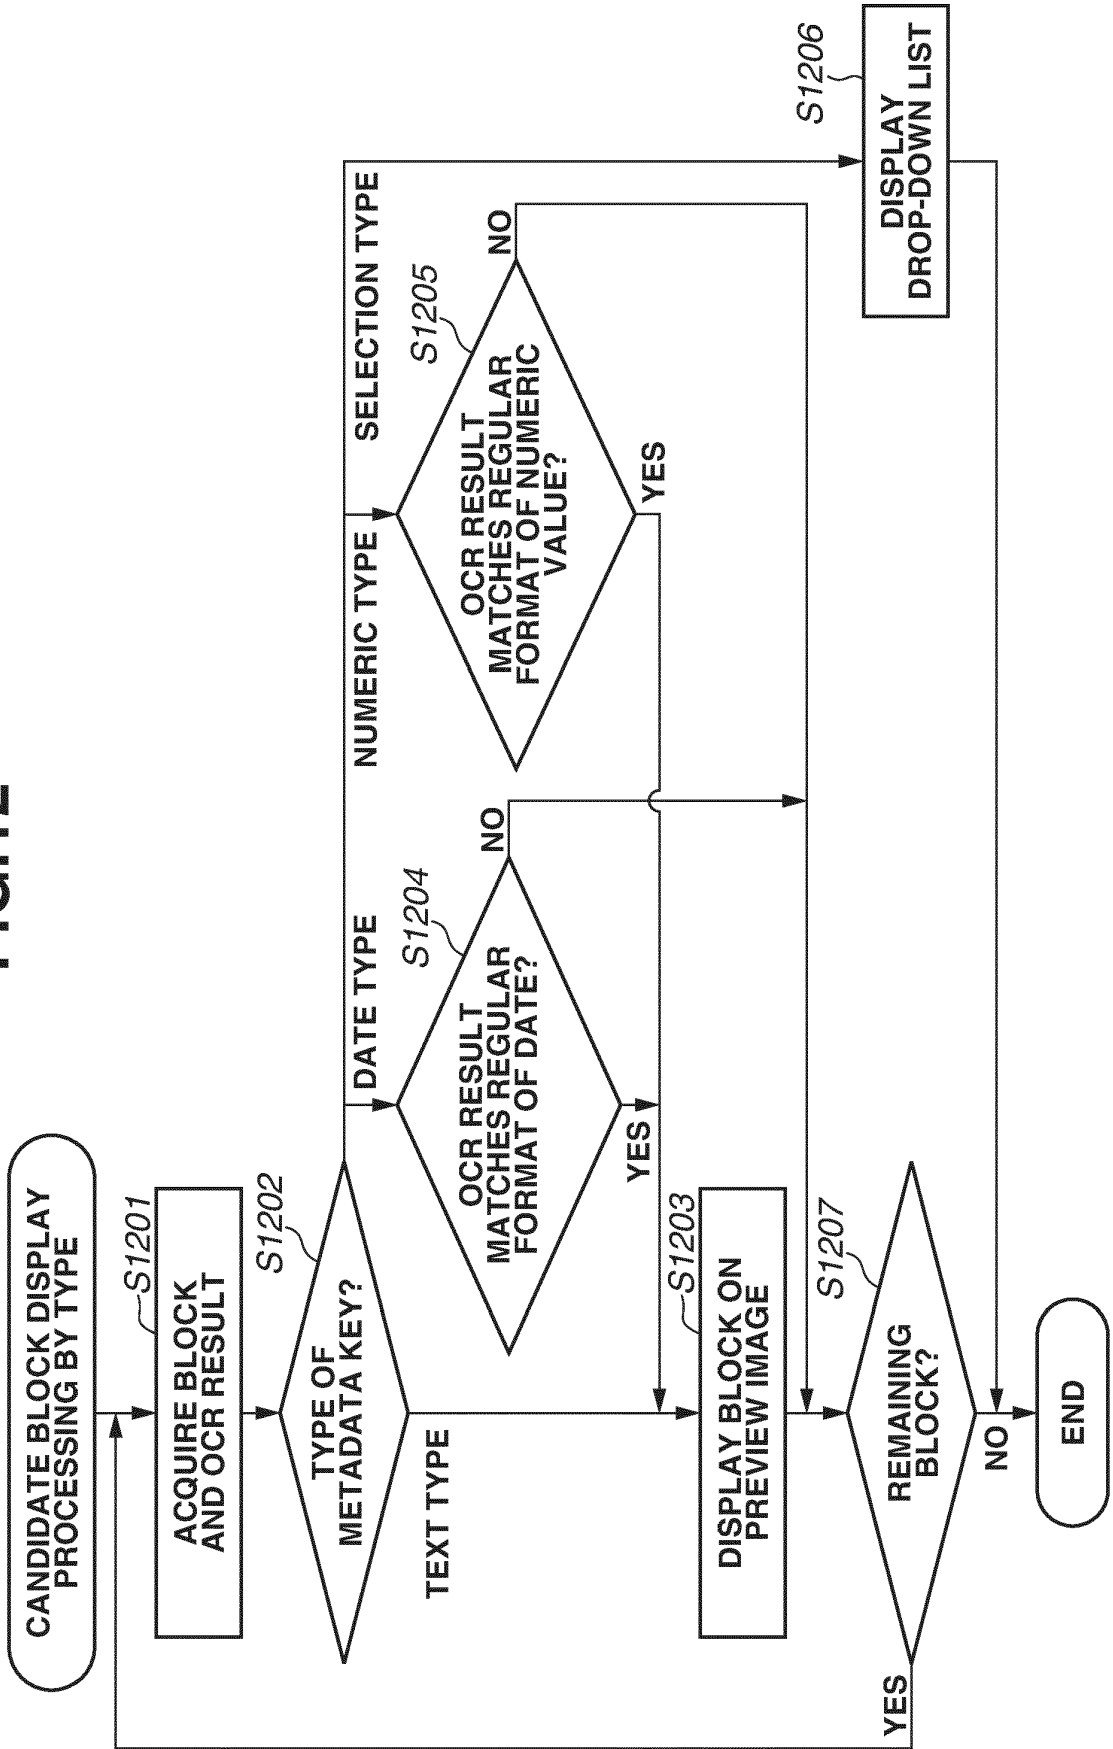 CANDIDATE BLOCK DISPLAY
PROCESSING BY TYPE
S1201
ACQUIRE BLOCK
AND OCR RESULT
S1202
TYPE OF
METADATA KEY?
TEXT TYPE
DATE TYPE
NUMERIC TYPE
SELECTION TYPE
S1204
OCR RESULT
MATCHES REGULAR
FORMAT OF DATE?
NO
YES
S1205
OCR RESULT
MATCHES REGULAR
FORMAT OF NUMERIC
VALUE?
NO
YES
S1203
DISPLAY BLOCK ON
PREVIEW IMAGE
S1206
DISPLAY
DROP-DOWN LIST
S1207
REMAINING
BLOCK?
YES
NO
END